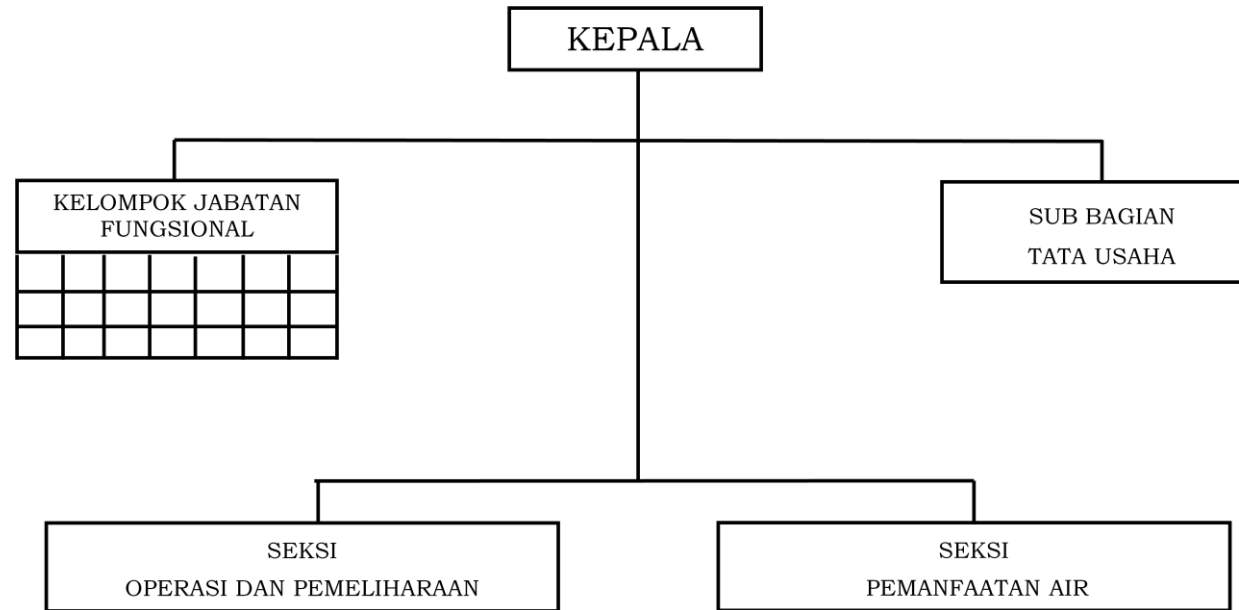 KEPALA
KELOMPOK JABATAN
FUNGSIONAL
SUB BAGIAN
TATA USAHA
SEKSI
OPERASI DAN PEMELIHARAAN
SEKSI
PEMANFAATAN AIR